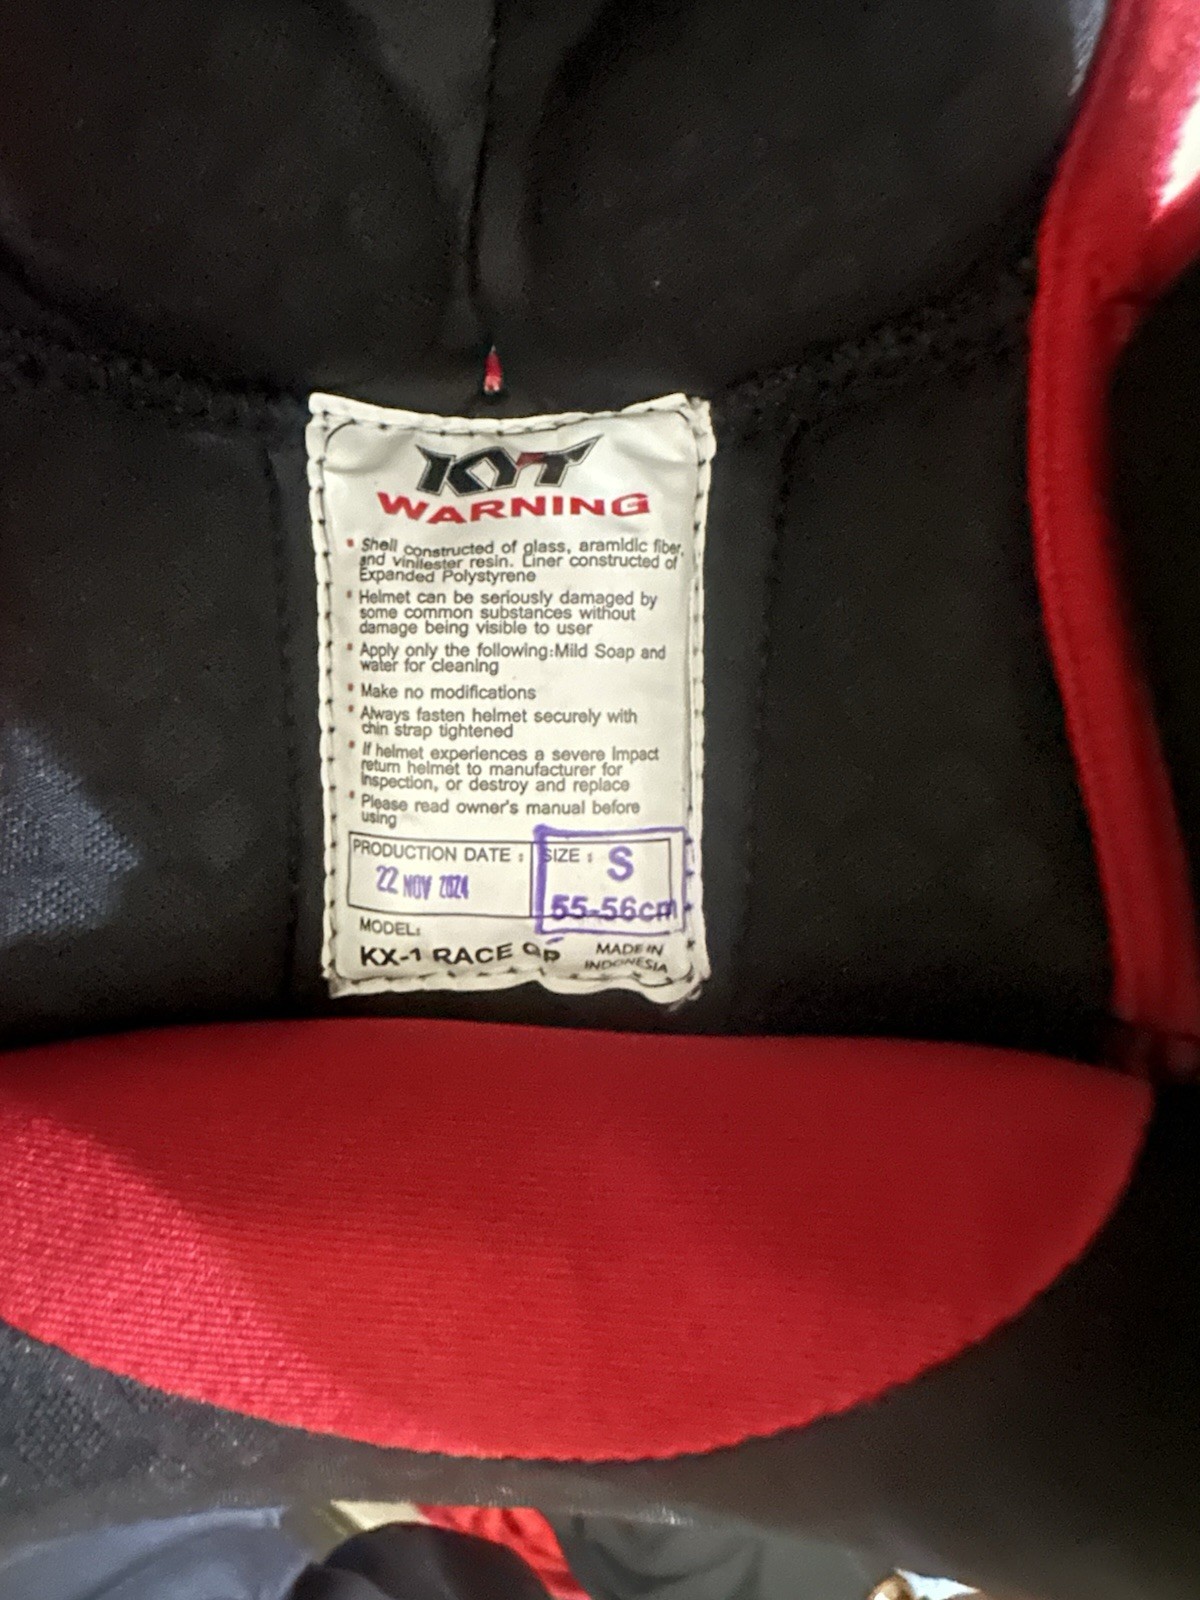 KYT
WARNING
• Shell constructed of glass, aramidic fiber,
and vinilester resin. Liner constructed of
Expanded Polystyrene
• Helmet can be seriously damaged by
some common substances without
damage being visible to user
• Apply only the following:Mild Soap and
water for cleaning
• Make no modifications
• Always fasten helmet securely with
chin strap tightened
• If helmet experiences a severe Impact
return helmet to manufacturer for
Inspection, or destroy and replace
• Please read owner's manual before
using
PRODUCTION DATE : SIZE : S
22 NOV 2024 55-56cm
MODEL:
KX-1 RACE GP MADE IN
INDONESIA